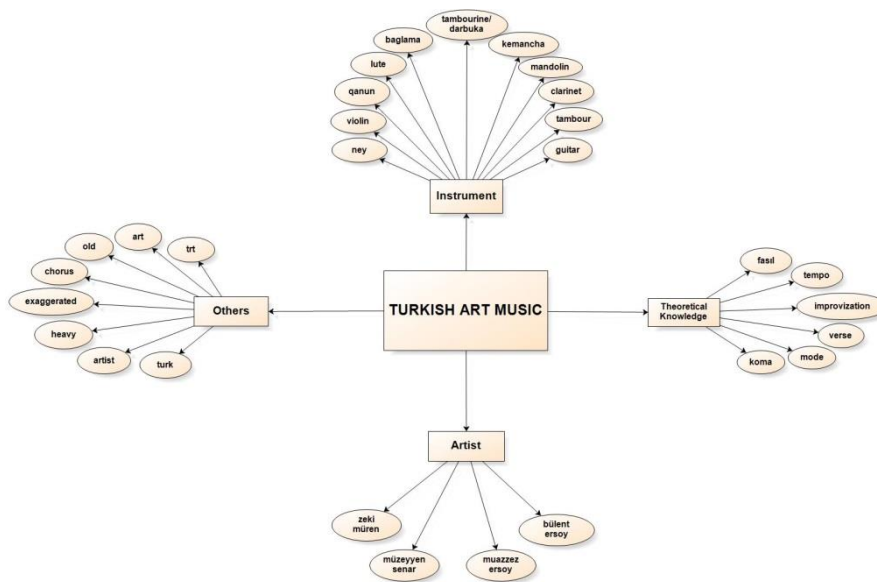 tambourine/
darbuka
baglama
kemancha
lute
mandolin
qanun
clarinet
violin
tambour
ney
guitar
Instrument
art
old
trt
chorus
exaggerated
heavy
artist
turk
Others
TURKISH ART MUSIC
Theoretical
Knowledge
fasıl
tempo
improvization
verse
mode
koma
Artist
zeki
müren
müzeyyen
senar
muazzez
ersoy
bülent
ersoy